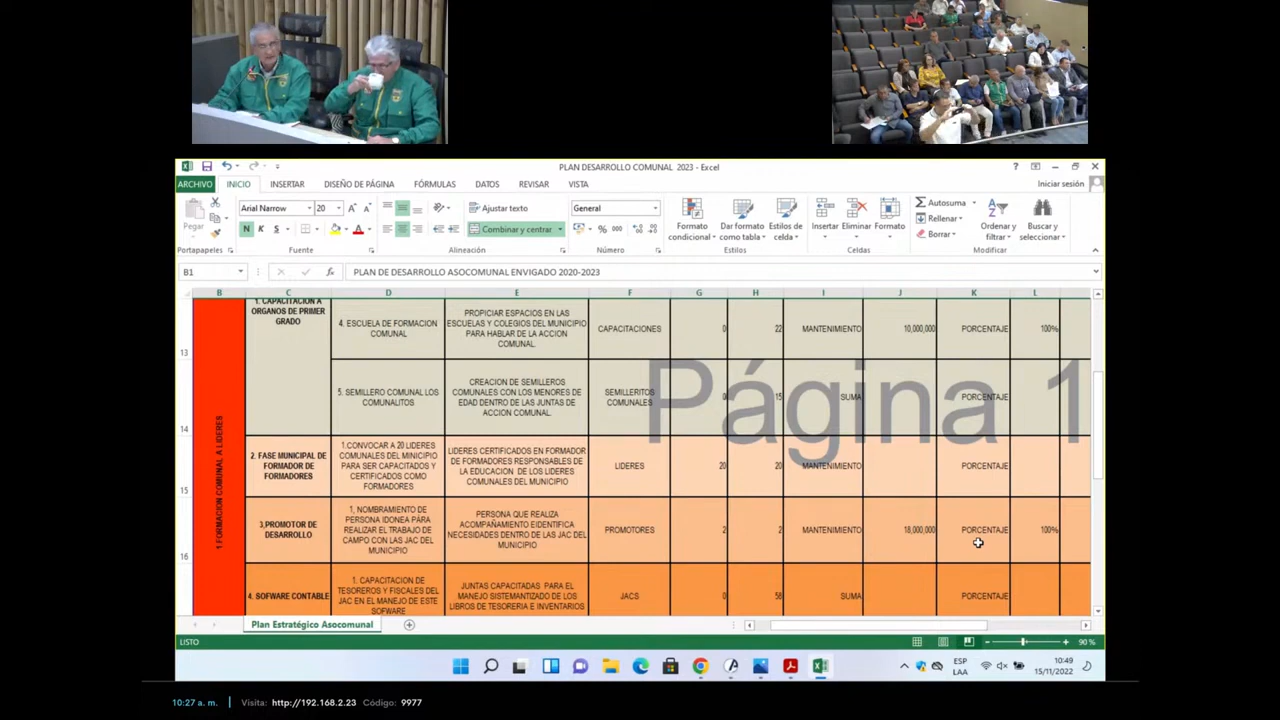 PLAN DESARROLLO COMUNAL 2023 - Excel
ARCHIVO INICIO INSERTAR DISEÑO DE PÁGINA FÓRMULAS DATOS REVISAR VISTA Iniciar sesión
Pegar
Arial Narrow 20
N K S
Ajustar texto
Combinar y centrar
General
Formato condicional
Dar formato como tabla
Estilos de celda
Insertar Eliminar Formato
Autosuma
Rellenar
Borrar
Ordenar y filtrar
Buscar y seleccionar
Portapapeles Fuente Alineación Número Estilos Celdas Modificar
B1 PLAN DE DESARROLLO ASOCOMUNAL ENVIGADO 2020-2023
B C D E F G H I J K L
1 FORMACION COMUNAL A LIDERES
1. CAPACITACION A
ORGANOS DE PRIMER
GRADO
13
4. ESCUELA DE FORMACION
COMUNAL
PROPICIAR ESPACIOS EN LAS
ESCUELAS Y COLEGIOS DEL MUNICIPIO
PARA HABLAR DE LA ACCION
COMUNAL.
CAPACITACIONES 0 22 MANTENIMIENTO 10,000,000 PORCENTAJE 100%
14
5. SEMILLERO COMUNAL LOS
COMUNALITOS
CREACION DE SEMILLEROS
COMUNALES CON LOS MENORES DE
EDAD DENTRO DE LAS JUNTAS DE
ACCION COMUNAL.
SEMILLERITOS
COMUNALES
0 15 SUMA PORCENTAJE
Página 1
15
2. FASE MUNICIPAL DE
FORMADOR DE
FORMADORES
1.CONVOCAR A 20 LIDERES
COMUNALES DEL MINICIPIO
PARA SER CAPACITADOS Y
CERTIFICADOS COMO
FORMADORES
LIDERES CERTIFICADOS EN FORMADOR
DE FORMADORES RESPONSABLES DE
LA EDUCACION DE LOS LIDERES
COMUNALES DEL MUNICIPIO
LIDERES 20 20 MANTENIMIENTO PORCENTAJE
16
3,PROMOTOR DE
DESARROLLO
1, NOMBRAMIENTO DE
PERSONA IDONEA PÁRA
REALIZAR EL TRABAJO DE
CAMPO CON LAS JAC DEL
MUNICIPIO
PERSONA QUE REALIZA
ACOMPAÑAMIENTO EIDENTIFICA
NECESIDADES DENTRO DE LAS JAC DEL
MUNICIPIO
PROMOTORES 2 2 MANTENIMIENTO 18,000,000 PORCENTAJE 100%
4. SOFWARE CONTABLE
1. CAPACITACION DE
TESOREROS Y FISCALES DEL
JAC EN EL MANEJO DE ESTE
SOFWARE
JUNTAS CAPACITADAS PARA EL
MANEJO SISTEMANTIZADO DE LOS
LIBROS DE TESORERIA E INVENTARIOS
JACS 0 58 SUMA PORCENTAJE
Plan Estratégico Asocomunal
LISTO 90 %
ESP
LAA
10:49
15/11/2022
10:27 a. m. | Visita: http://192.168.2.23 Código: 9977